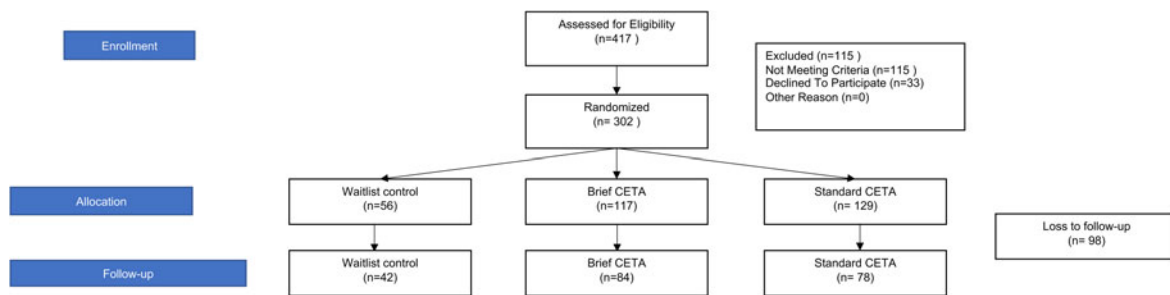 Enrollment
Assessed for Eligibility
(n=417 )
Excluded (n=115)
Not Meeting Criteria (n=115 )
Declined To Participate (n=33)
Other Reason (n=0)
Randomized
(n= 302 )
Allocation
Waitlist control
(n=56)
Brief CETA
(n=117)
Standard CETA
(n= 129)
Loss to follow-up
(n= 98)
Follow-up
Waitlist control
(n=42)
Brief CETA
(n=84)
Standard CETA
(n= 78)